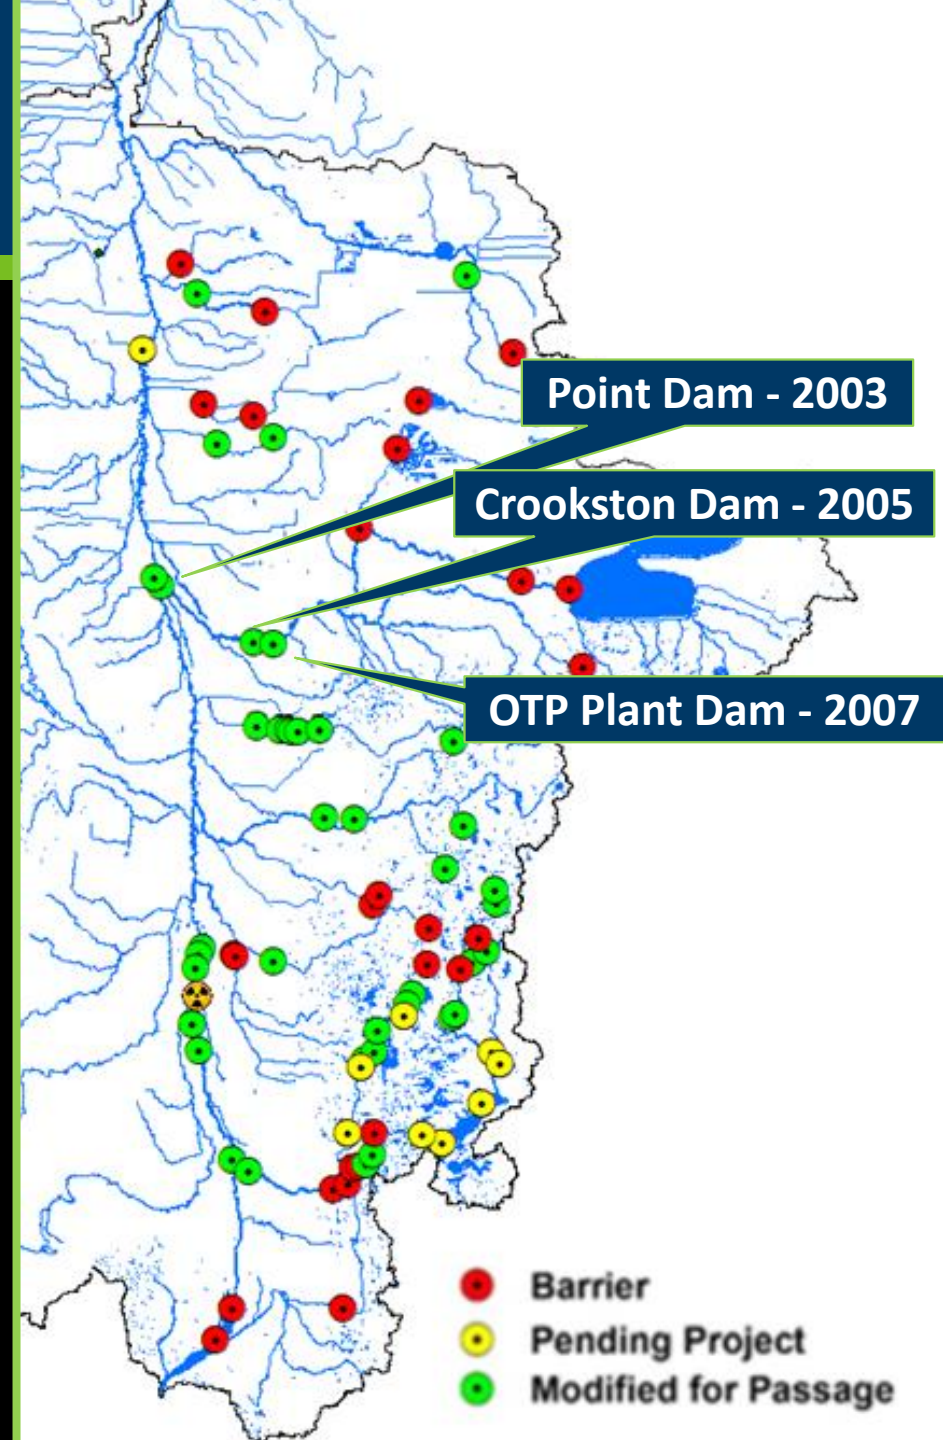 Point Dam - 2003
Crookston Dam - 2005
OTP Plant Dam - 2007
Barrier
Pending Project
Modified for Passage